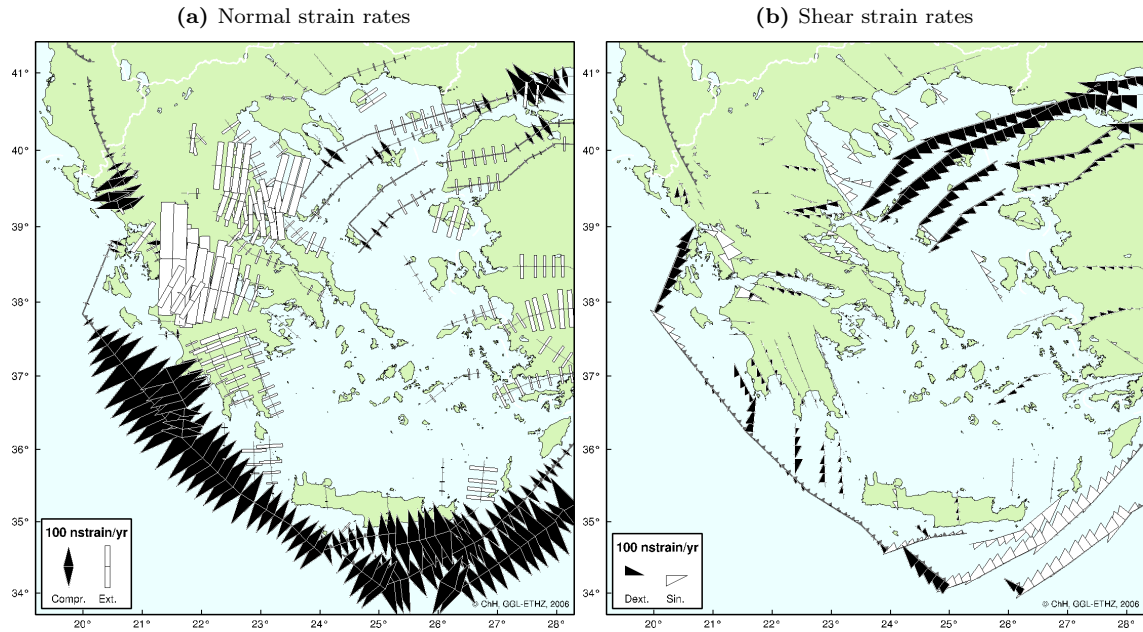 (a) Normal strain rates
(b) Shear strain rates
41°
40°
39°
38°
37°
36°
35°
34°
100 nstrain/yr
Compr. Ext.
© ChH, GGL-ETHZ, 2006
20° 21° 22° 23° 24° 25° 26° 27° 28°
41°
40°
39°
38°
37°
36°
35°
34°
100 nstrain/yr
Dext. Sin.
© ChH, GGL-ETHZ, 2006
20° 21° 22° 23° 24° 25° 26° 27° 28°